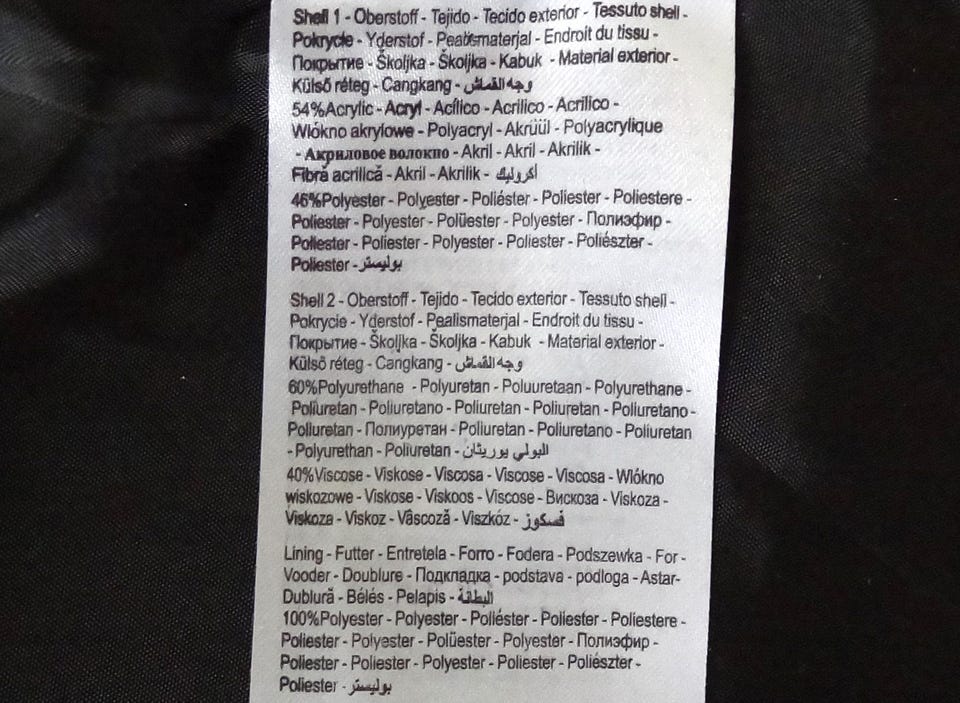 Shell 1 - Oberstoff - Tejido - Tecido exterior - Tessuto shell -
Pokrycie - Yderstof - Pealismaterjal - Endroit du tissu -
Покрытие - Školjka - Školjka - Kabuk - Material exterior -
Külső réteg - Cangkang - وجه القماش
54%Acrylic - Acryl - Acílico - Acrilico - Acrílico -
Wlókno akrylowe - Polyacryl - Akrüül - Polyacrylique
- Акриловое волокно - Akril - Akril - Akrilik -
Fibră acrilică - Akril - Akrilik - أكروليك
46%Polyester - Polyester - Poliéster - Poliester - Poliestere -
Poliester - Polyester - Polüester - Polyester - Полиэфир -
Poliester - Poliester - Polyester - Poliester - Poliészter -
Poliester - بوليستر
Shell 2 - Oberstoff - Tejido - Tecido exterior - Tessuto shell -
Pokrycie - Yderstof - Pealismaterjal - Endroit du tissu -
Покрытие - Školjka - Školjka - Kabuk - Material exterior -
Külső réteg - Cangkang - وجه القماش
60%Polyurethane - Polyuretan - Poluuretaan - Polyurethane -
Poliuretan - Poliuretano - Poliuretan - Poliuretan - Poliuretano -
Poliuretan - Полиуретан - Poliuretan - Poliuretano - Poliuretan
- Polyurethan - Poliuretan - البولي يوريثان
40%Viscose - Viskose - Viscosa - Viscose - Viscosa - Wlókno
wiskozowe - Viskose - Viskoos - Viscose - Вискоза - Viskoza -
Viskoza - Viskoz - Vâscoză - Viszkóz - فسكوز
Lining - Futter - Entretela - Forro - Fodera - Podszewka - For -
Vooder - Doublure - Подкладка - podstava - podloga - Astar-
Dublură - Bélés - Pelapis - البطانة
100%Polyester - Polyester - Poliéster - Poliester - Poliestere -
Poliester - Polyester - Polüester - Polyester - Полиэфир -
Poliester - Poliester - Polyester - Poliester - Poliészter -
Poliester - بوليستر